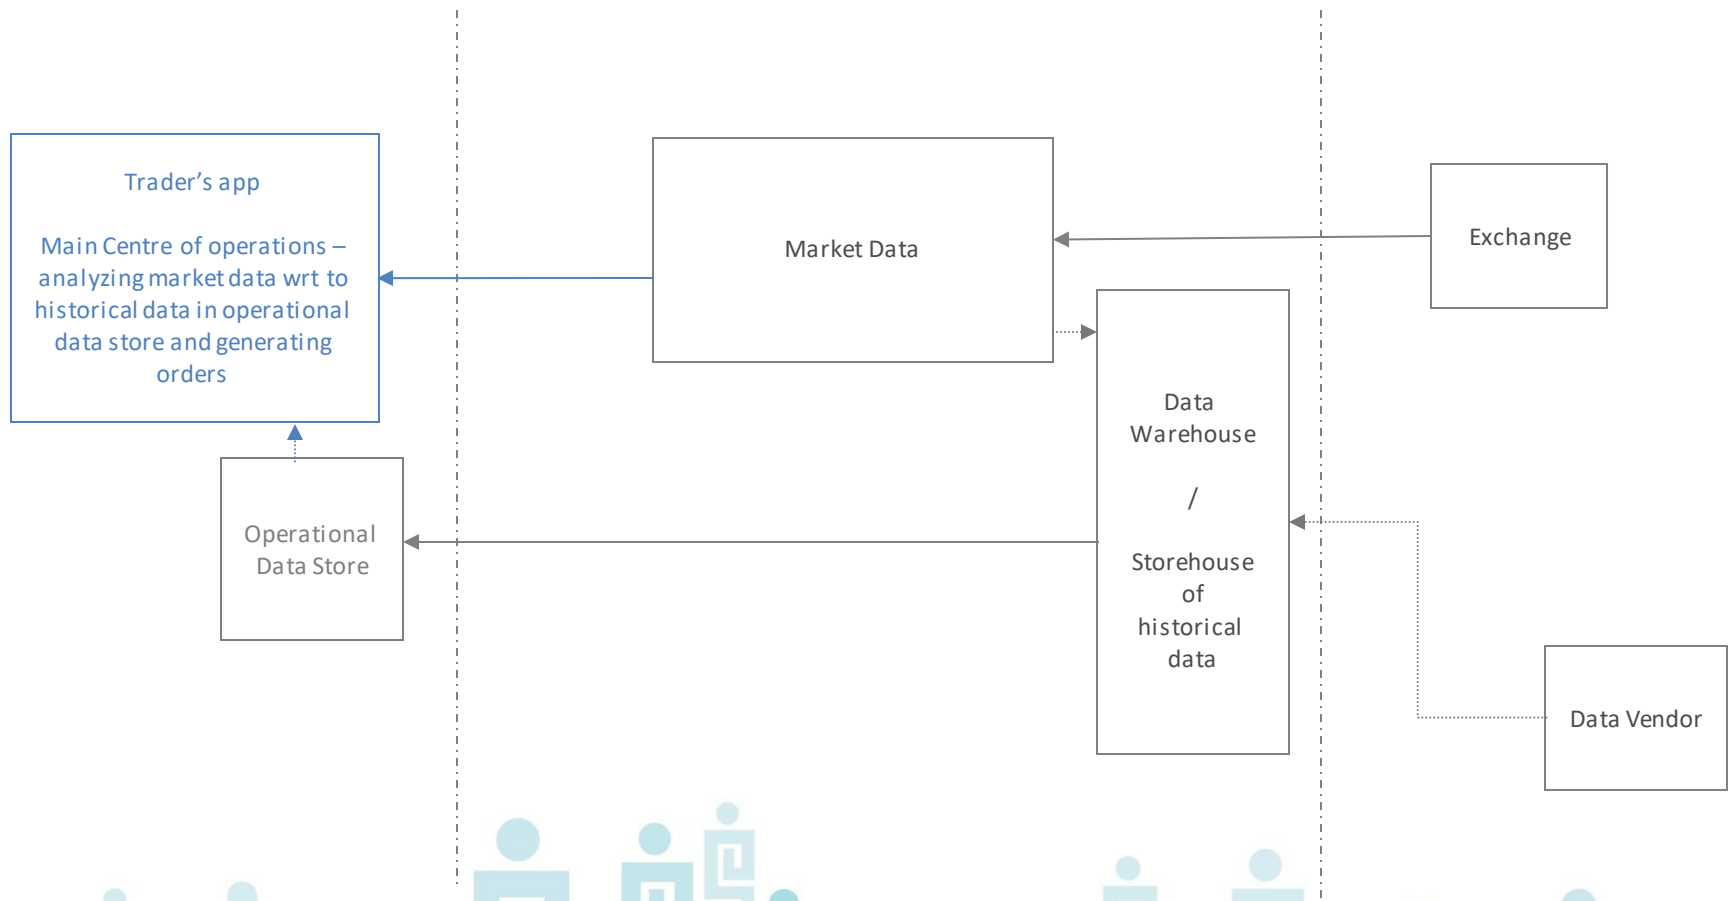 Trader’s app
Main Centre of operations –
analyzing market data wrt to
historical data in operational
data store and generating
orders
Market Data
Exchange
Data
Warehouse
/
Storehouse
of
historical
data
Operational
Data Store
Data Vendor